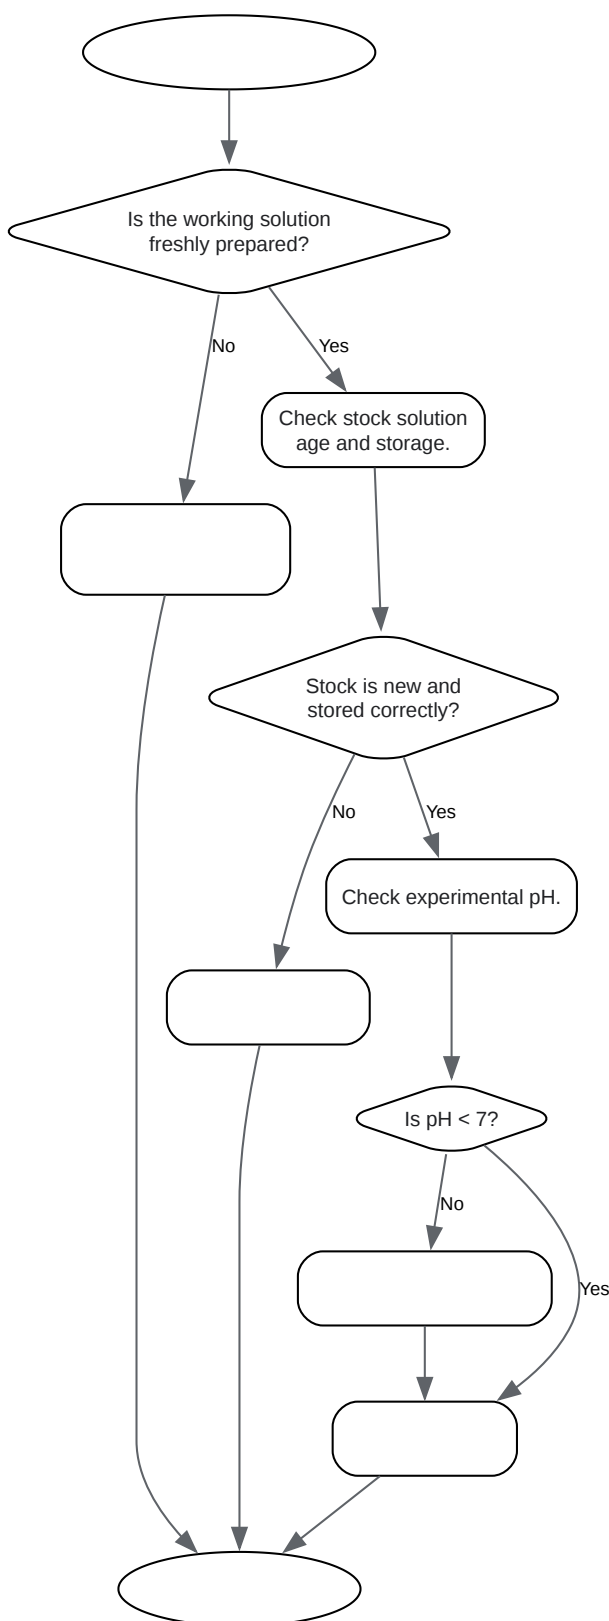 Is the working solution
freshly prepared?
No
Yes
Check stock solution
age and storage.
Stock is new and
stored correctly?
No
Yes
Check experimental pH.
Is pH < 7?
No
Yes